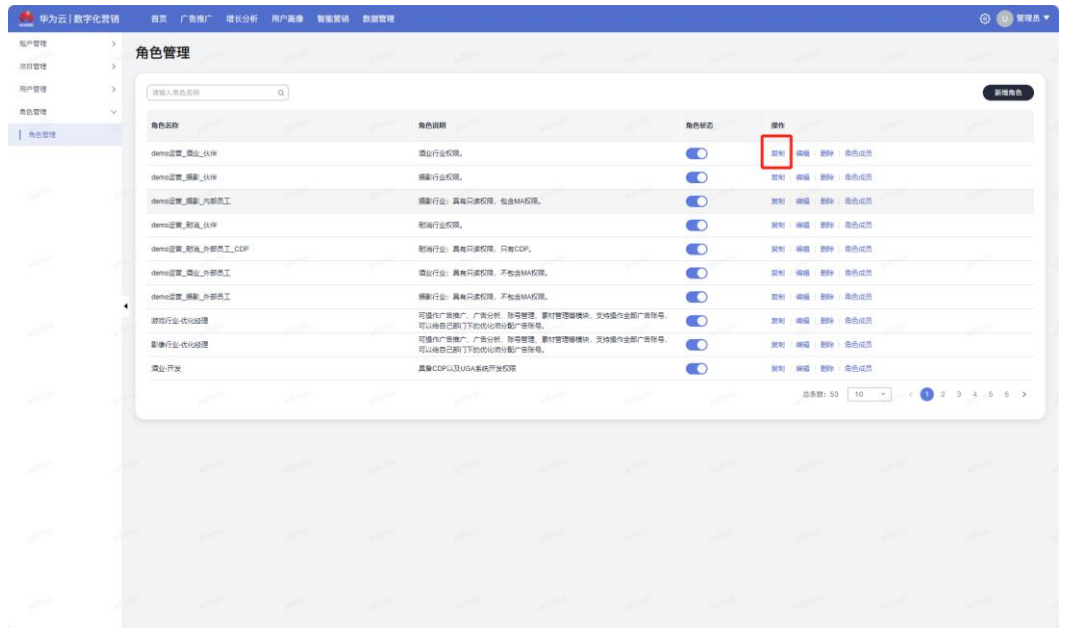 华为云 | 数字化营销
首页 广告推广 增长分析 用户画像 智能营销 数据管理
管理员
租户管理
项目管理
用户管理
角色管理
角色管理
角色管理
请输入角色名称
新增角色
角色名称 角色说明 角色状态 操作
demo运营_酒业_伙伴 酒业行业权限。 复制 编辑 删除 角色成员
demo运营_摄影_伙伴 摄影行业权限。 复制 编辑 删除 角色成员
demo运营_摄影_内部员工 摄影行业：具有只读权限，包含MA权限。 复制 编辑 删除 角色成员
demo运营_耐消_伙伴 耐消行业权限。 复制 编辑 删除 角色成员
demo运营_耐消_外部员工_CDP 耐消行业：具有只读权限，只有CDP。 复制 编辑 删除 角色成员
demo运营_酒业_外部员工 酒业行业：具有只读权限，不包含MA权限。 复制 编辑 删除 角色成员
demo运营_摄影_外部员工 摄影行业：具有只读权限，不包含MA权限。 复制 编辑 删除 角色成员
游戏行业-优化经理 可操作广告推广、广告分析、账号管理、素材管理等模块，支持操作全部广告账号， 复制 编辑 删除 角色成员
可以给自己部门下的优化师分配广告账号。
影像行业-优化经理 可操作广告推广、广告分析、账号管理、素材管理等模块，支持操作全部广告账号， 复制 编辑 删除 角色成员
可以给自己部门下的优化师分配广告账号。
酒业-开发 具备CDP以及UGA系统开发权限 复制 编辑 删除 角色成员
总条数: 53 10 < 1 2 3 4 5 6 >